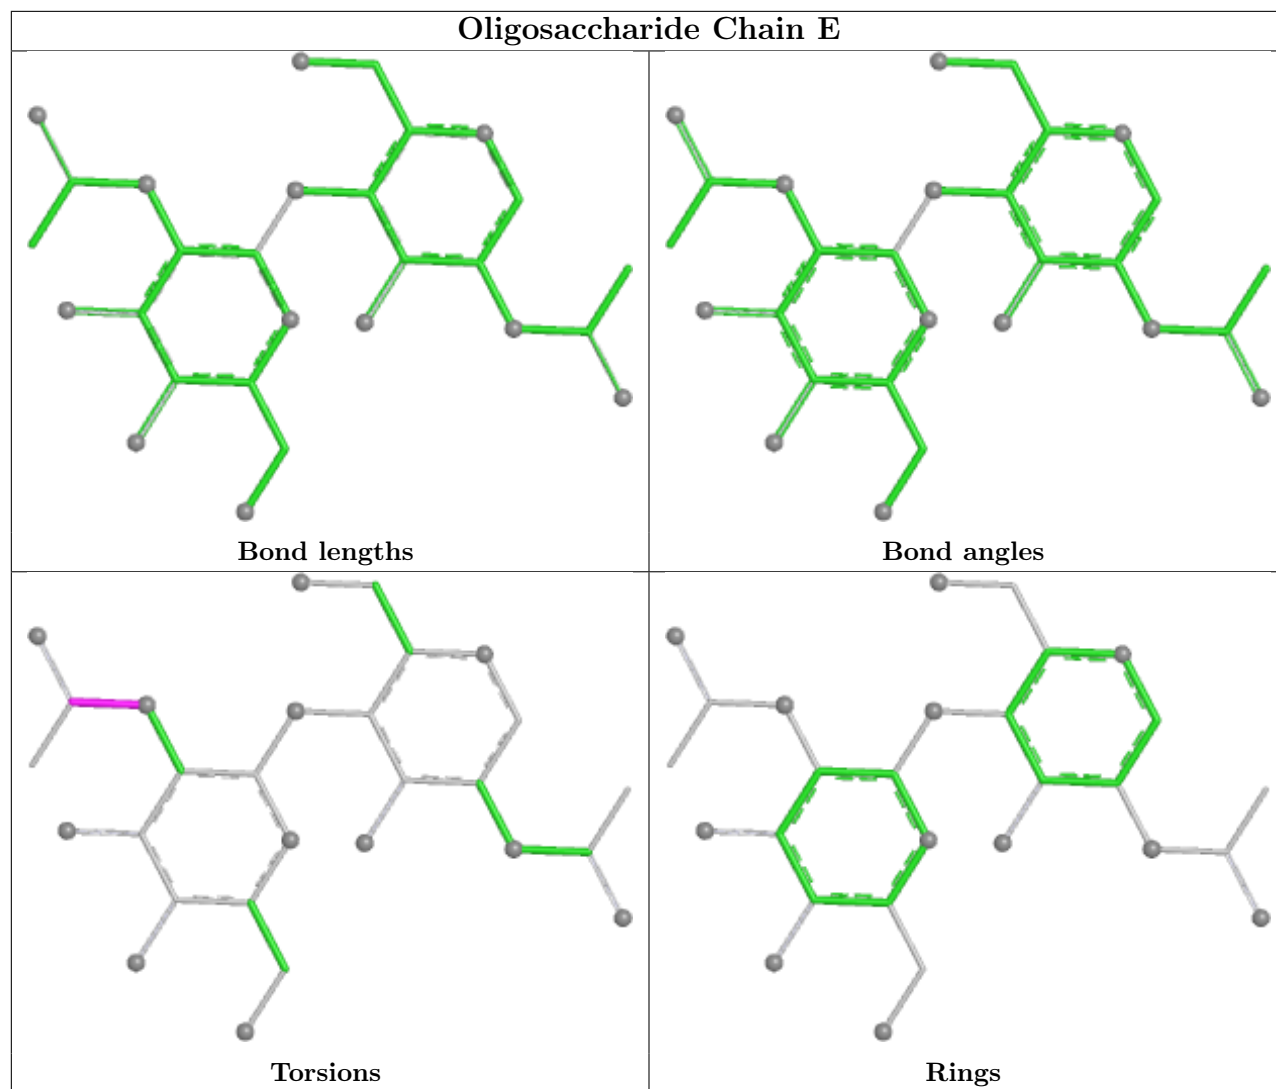 Oligosaccharide Chain E
Bond lengths
Bond angles
Torsions
Rings